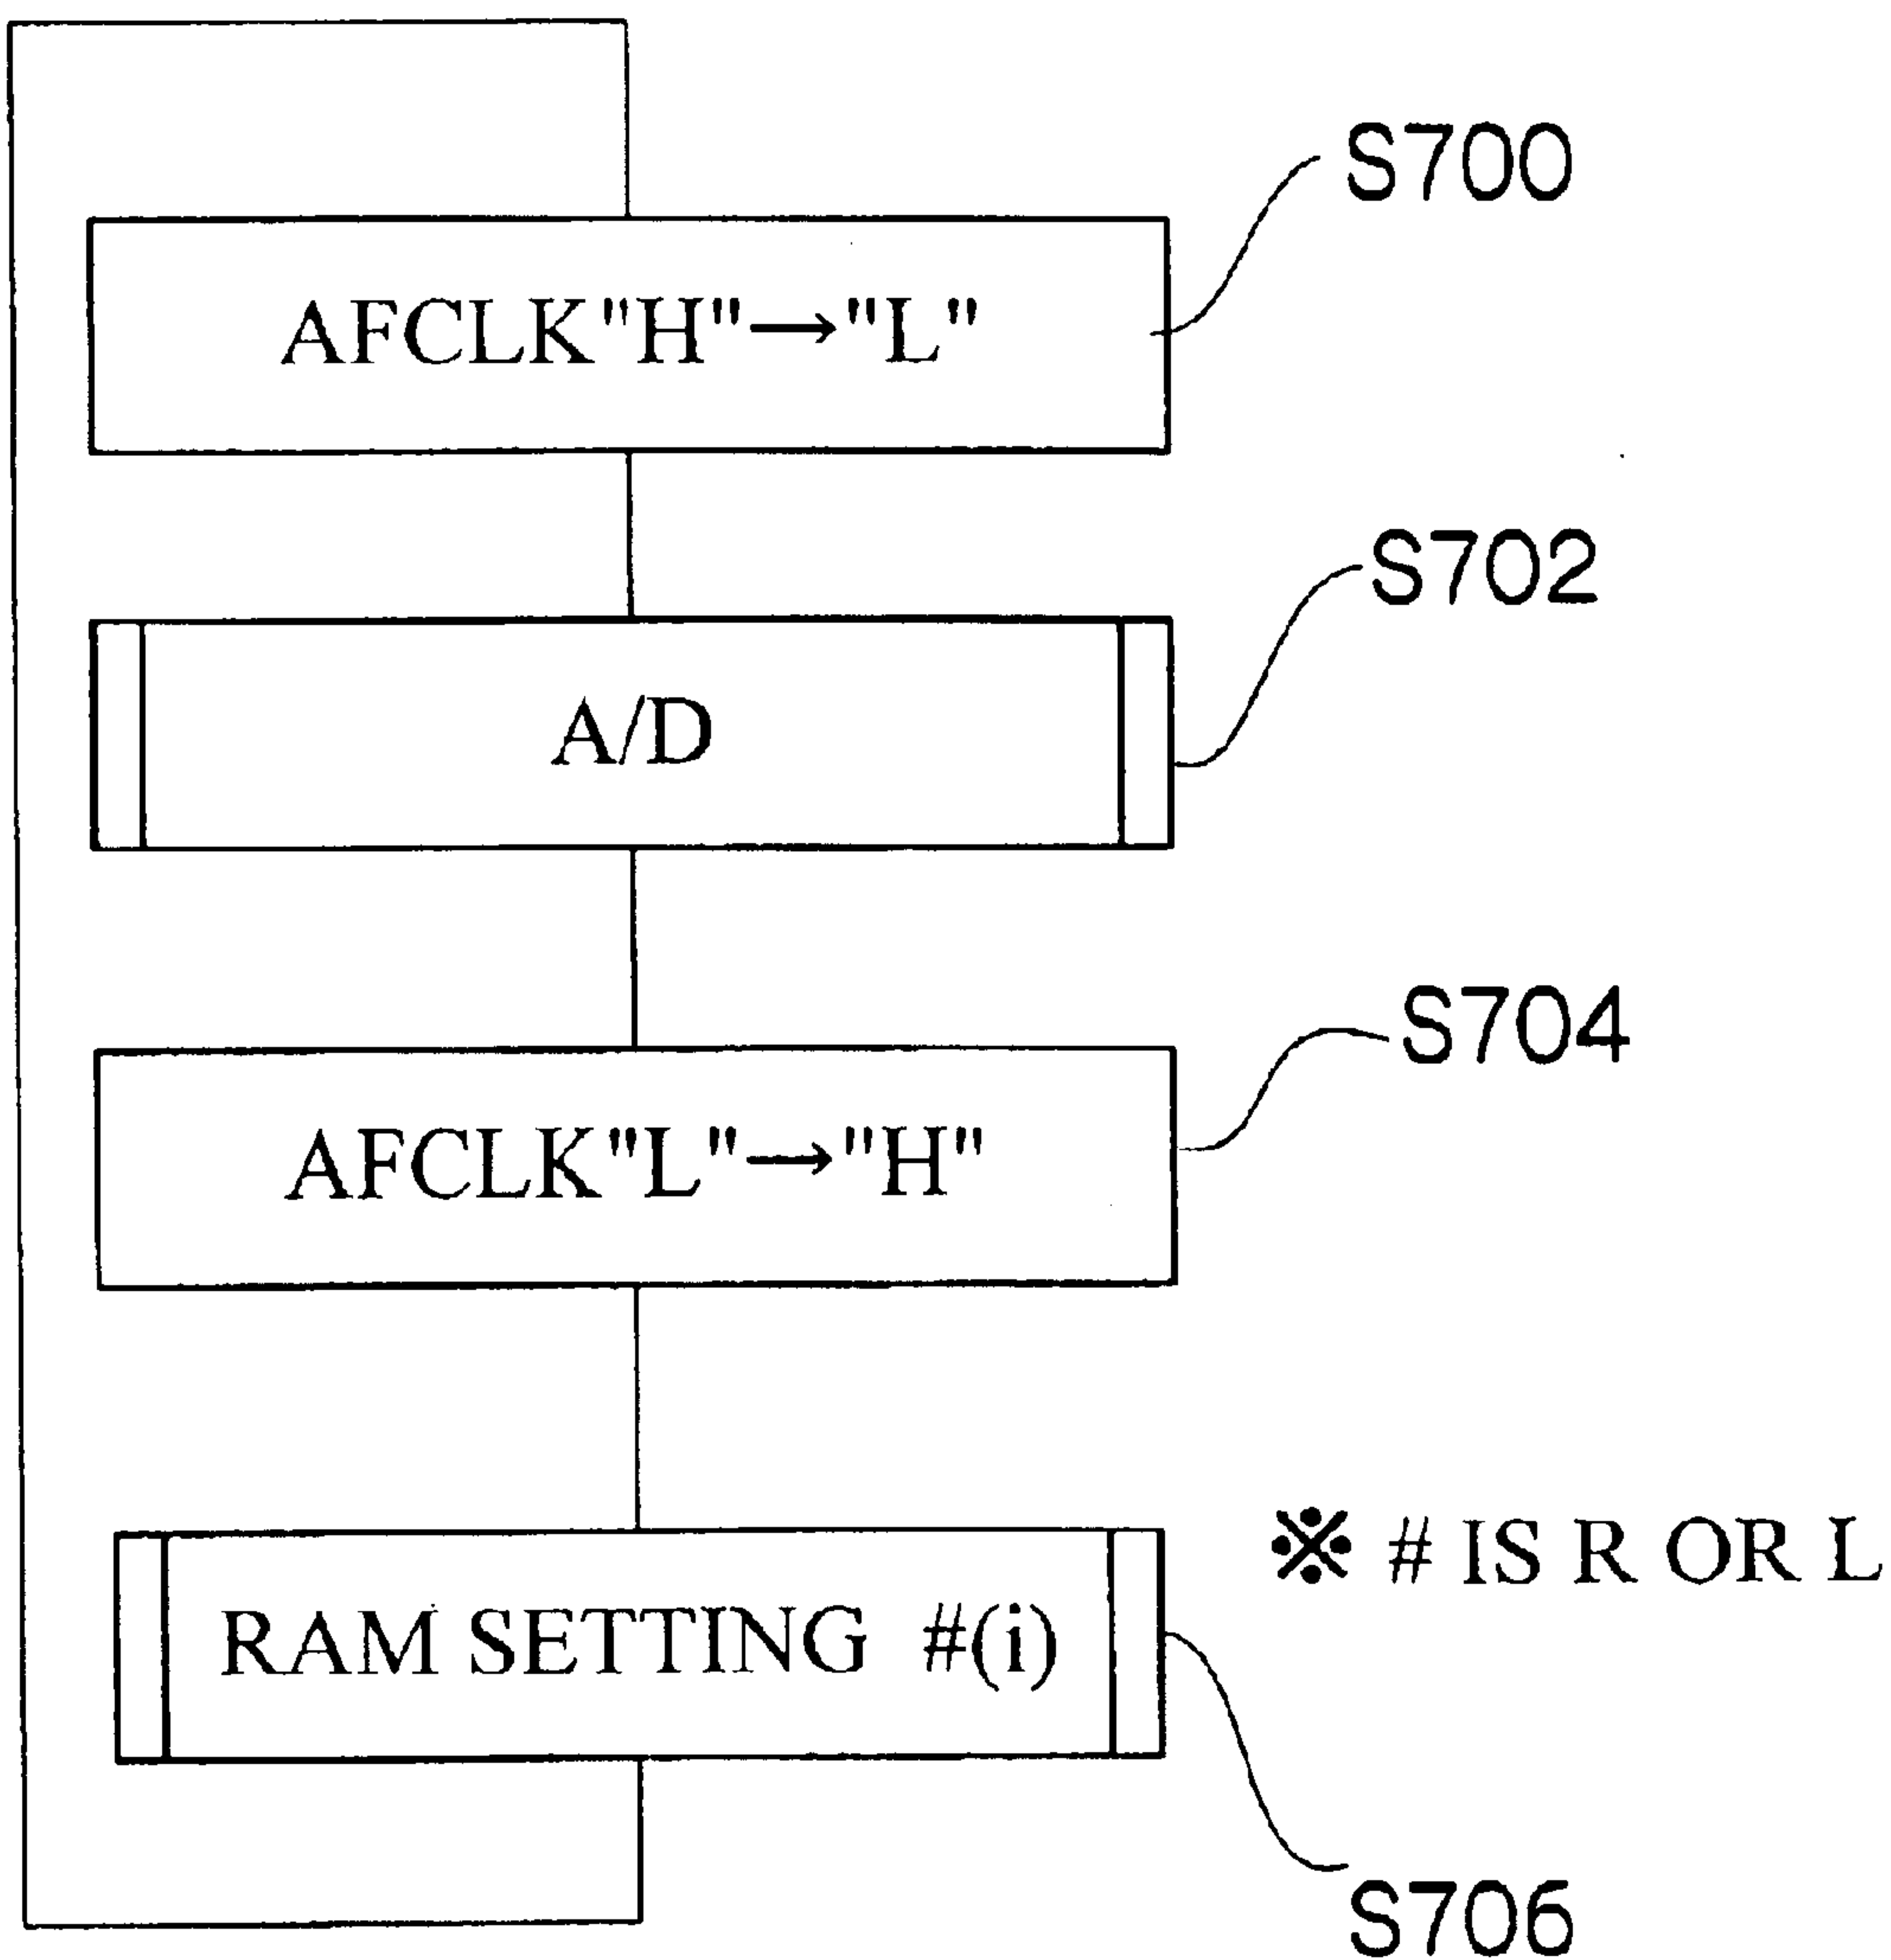 S700
AFCLK"H"→"L"
S702
A/D
S704
AFCLK"L"→"H"
※ # IS R OR L
RAM SETTING #(i)
S706